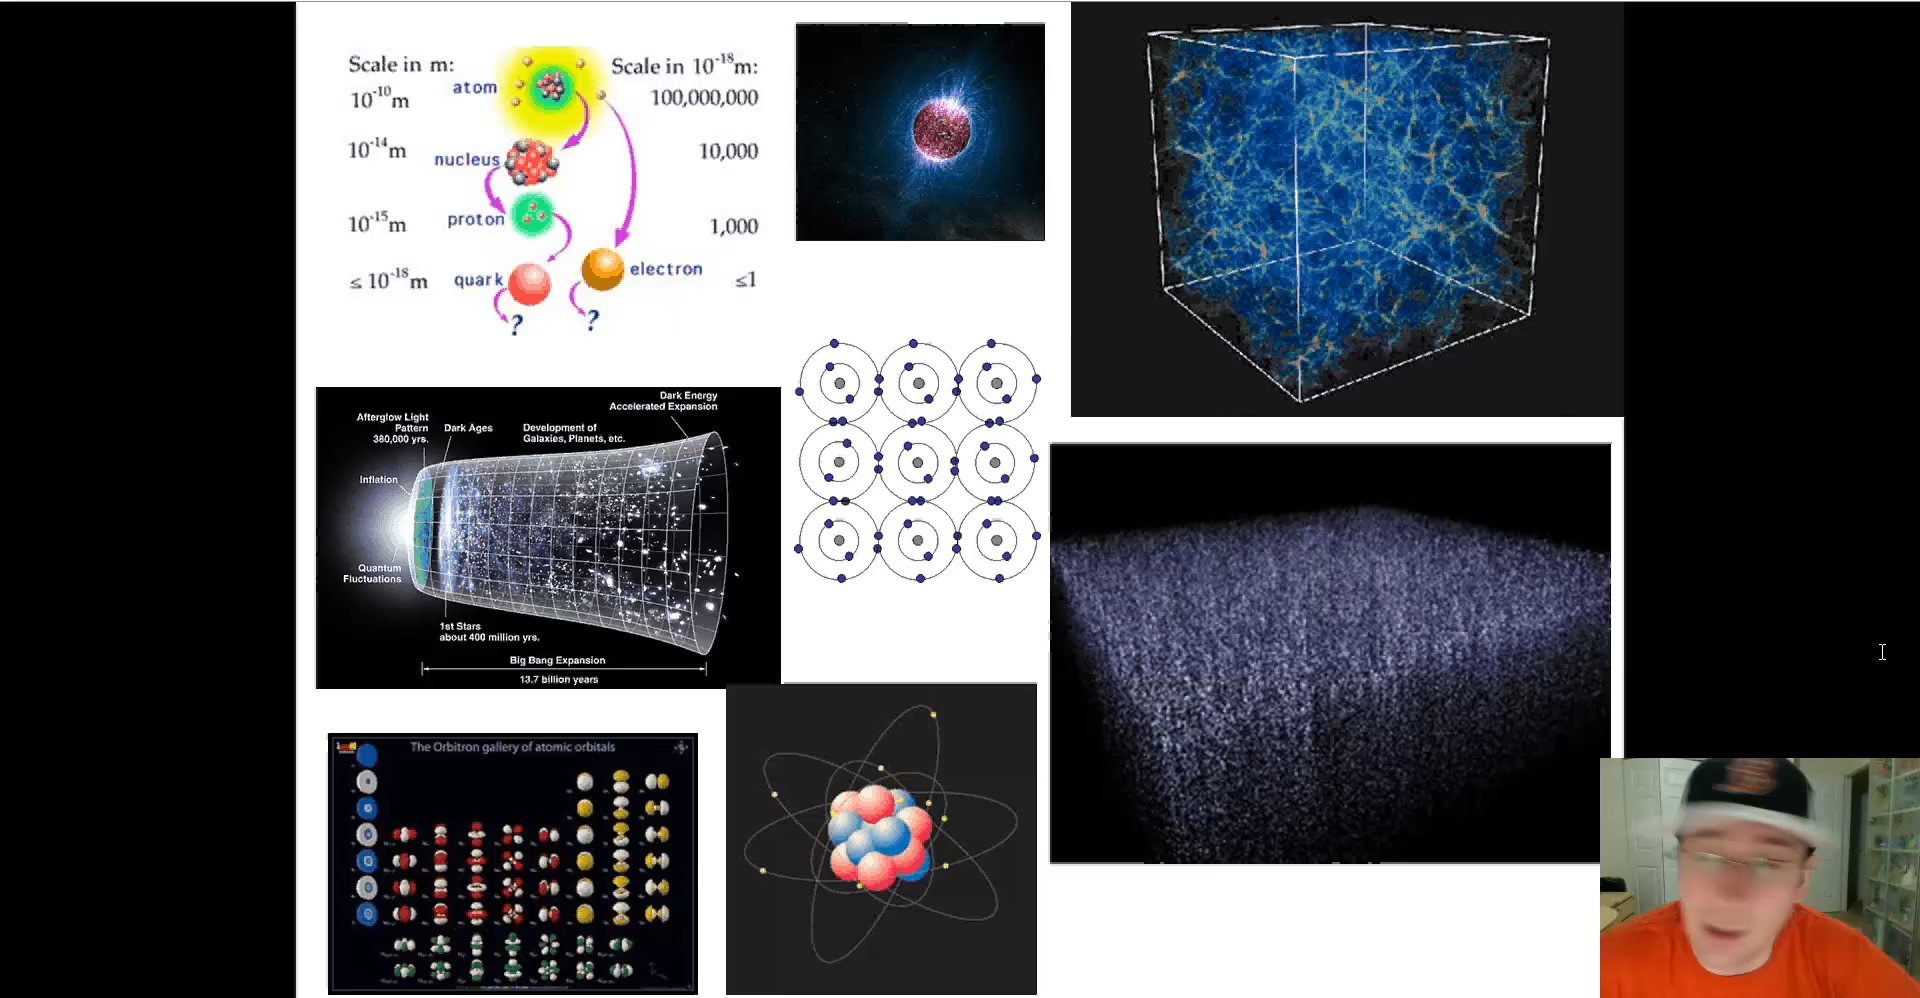 Scale in m:
Scale in 10⁻¹⁸m:
atom
10⁻¹⁰m
100,000,000
10⁻¹⁴m
nucleus
10,000
10⁻¹⁵m
proton
1,000
≤ 10⁻¹⁸m
quark
electron
≤1
?
?
Dark Energy
Accelerated Expansion
Afterglow Light
Pattern
380,000 yrs.
Dark Ages
Development of
Galaxies, Planets, etc.
Inflation
Quantum
Fluctuations
1st Stars
about 400 million yrs.
Big Bang Expansion
13.7 billion years
The Orbitron gallery of atomic orbitals